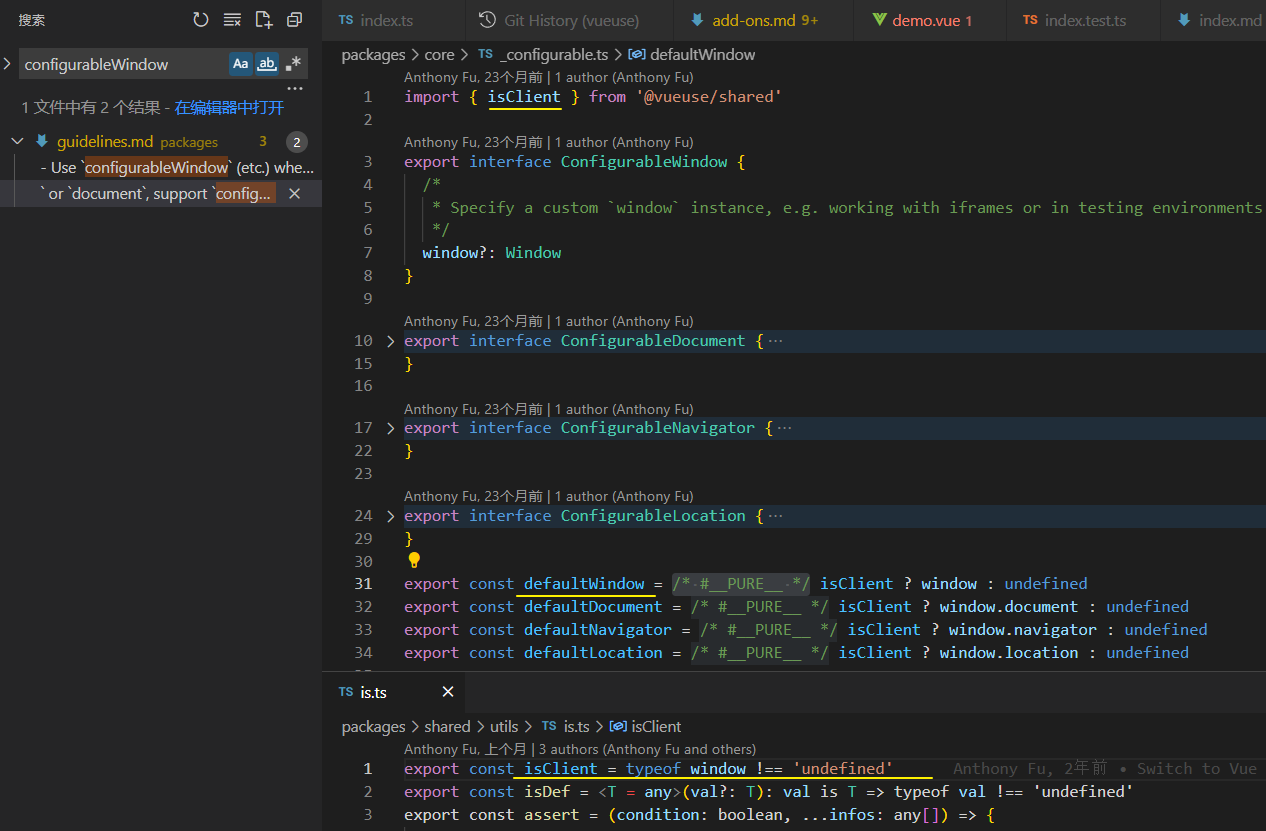 搜索
configurableWindow
Aa
ab
.*
1 文件中有 2 个结果 - 在编辑器中打开
guidelines.md packages 3 2
- Use `configurableWindow` (etc.) whe...
` or `document`, support `config...
TS index.ts
Git History (vueuse)
add-ons.md 9+
demo.vue 1
TS index.test.ts
index.md
packages > core > TS _configurable.ts > defaultWindow
Anthony Fu, 23个月前 | 1 author (Anthony Fu)
1 import { isClient } from '@vueuse/shared'
2
Anthony Fu, 23个月前 | 1 author (Anthony Fu)
3 export interface ConfigurableWindow {
4 /*
5 * Specify a custom `window` instance, e.g. working with iframes or in testing environments
6 */
7 window?: Window
8 }
9
Anthony Fu, 23个月前 | 1 author (Anthony Fu)
10 export interface ConfigurableDocument { ...
15 }
16
Anthony Fu, 23个月前 | 1 author (Anthony Fu)
17 export interface ConfigurableNavigator { ...
22 }
23
Anthony Fu, 23个月前 | 1 author (Anthony Fu)
24 export interface ConfigurableLocation { ...
29 }
30
31 export const defaultWindow = /* #__PURE__ */ isClient ? window : undefined
32 export const defaultDocument = /* #__PURE__ */ isClient ? window.document : undefined
33 export const defaultNavigator = /* #__PURE__ */ isClient ? window.navigator : undefined
34 export const defaultLocation = /* #__PURE__ */ isClient ? window.location : undefined
TS is.ts
packages > shared > utils > TS is.ts > isClient
Anthony Fu, 上个月 | 3 authors (Anthony Fu and others)
1 export const isClient = typeof window !== 'undefined' Anthony Fu, 2年前 • Switch to Vue
2 export const isDef = <T = any>(val?: T): val is T => typeof val !== 'undefined'
3 export const assert = (condition: boolean, ...infos: any[]) => {